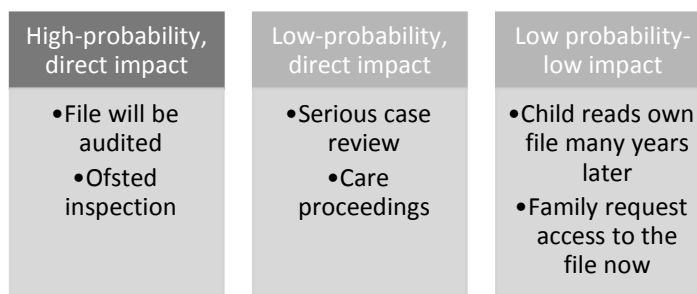 High-probability,
direct impact
•File will be
audited
•Ofsted
inspection
Low-probability,
direct impact
•Serious case
review
•Care
proceedings
Low probability-
low impact
•Child reads own
file many years
later
•Family request
access to the
file now